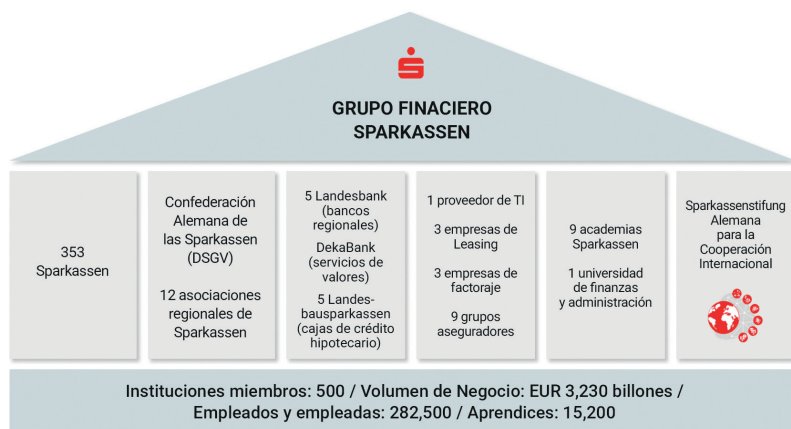 GRUPO FINACIERO
SPARKASSEN
353
Sparkassen
Confederación
Alemana de
las Sparkassen
(DSGV)
12 asociaciones
regionales de
Sparkassen
5 Landesbank
(bancos
regionales)
DekaBank
(servicios de
valores)
5 Landes-
bausparkassen
(cajas de crédito
hipotecario)
1 proveedor de TI
3 empresas de
Leasing
3 empresas de
factoraje
9 grupos
aseguradores
9 academias
Sparkassen
1 universidad
de finanzas
y administración
Sparkassenstifung
Alemana
para la
Cooperación
Internacional
Instituciones miembros: 500 / Volumen de Negocio: EUR 3,230 billones /
Empleados y empleadas: 282,500 / Aprendices: 15,200